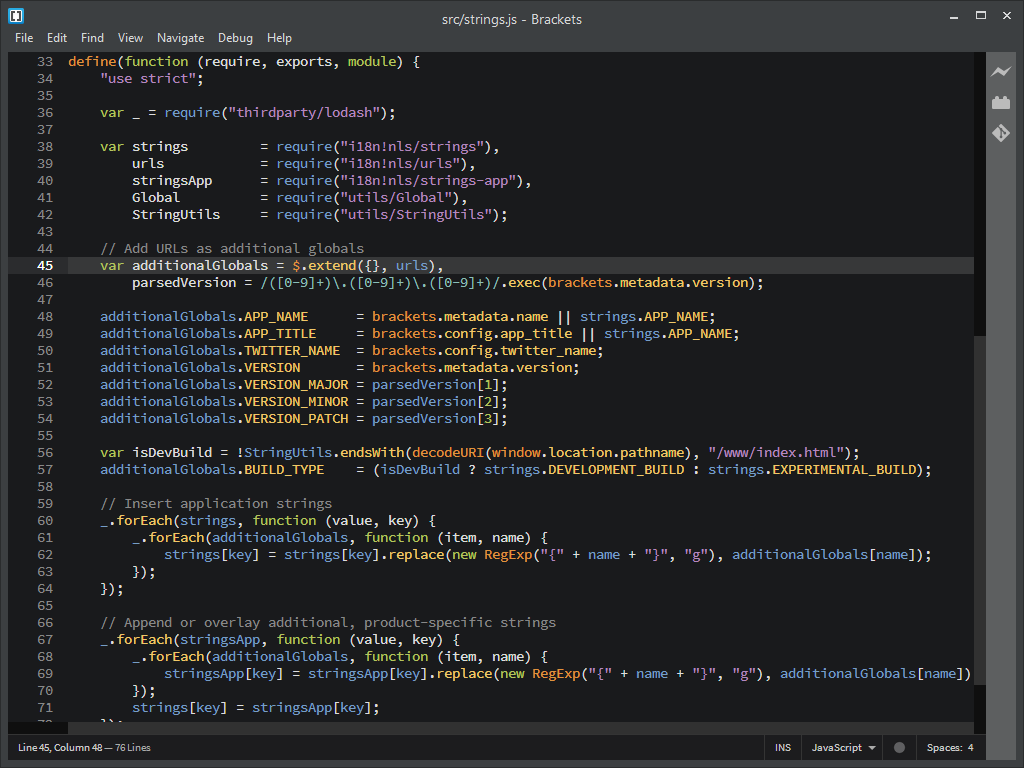 src/strings.js - Brackets
File Edit Find View Navigate Debug Help
33 define(function (require, exports, module) {
34     "use strict";
35
36     var _ = require("thirdparty/lodash");
37
38     var strings         = require("i18n!nls/strings"),
39         urls            = require("i18n!nls/urls"),
40         stringsApp      = require("i18n!nls/strings-app"),
41         Global          = require("utils/Global"),
42         StringUtils     = require("utils/StringUtils");
43
44     // Add URLs as additional globals
45     var additionalGlobals = $.extend({}, urls),
46         parsedVersion = /([0-9]+)\.([0-9]+)\.([0-9]+)/.exec(brackets.metadata.version);
47
48     additionalGlobals.APP_NAME      = brackets.metadata.name || strings.APP_NAME;
49     additionalGlobals.APP_TITLE     = brackets.config.app_title || strings.APP_NAME;
50     additionalGlobals.TWITTER_NAME  = brackets.config.twitter_name;
51     additionalGlobals.VERSION       = brackets.metadata.version;
52     additionalGlobals.VERSION_MAJOR = parsedVersion[1];
53     additionalGlobals.VERSION_MINOR = parsedVersion[2];
54     additionalGlobals.VERSION_PATCH = parsedVersion[3];
55
56     var isDevBuild = !StringUtils.endsWith(decodeURI(window.location.pathname), "/www/index.html");
57     additionalGlobals.BUILD_TYPE    = (isDevBuild ? strings.DEVELOPMENT_BUILD : strings.EXPERIMENTAL_BUILD);
58
59     // Insert application strings
60     _.forEach(strings, function (value, key) {
61         _.forEach(additionalGlobals, function (item, name) {
62             strings[key] = strings[key].replace(new RegExp("{" + name + "}", "g"), additionalGlobals[name]);
63         });
64     });
65
66     // Append or overlay additional, product-specific strings
67     _.forEach(stringsApp, function (value, key) {
68         _.forEach(additionalGlobals, function (item, name) {
69             stringsApp[key] = stringsApp[key].replace(new RegExp("{" + name + "}", "g"), additionalGlobals[name])
70         });
71         strings[key] = stringsApp[key];
Line 45, Column 48 — 76 Lines INS JavaScript Spaces: 4